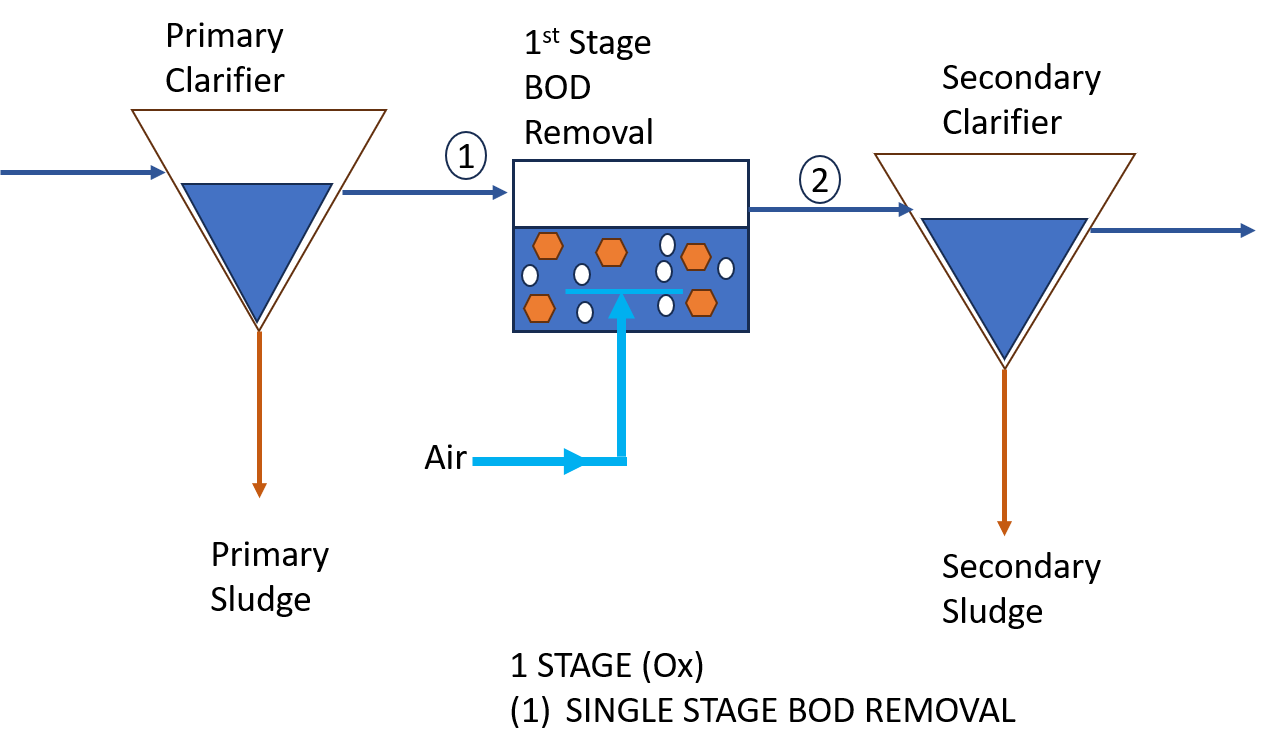 Primary
Clarifier
1st Stage
BOD
Removal
Secondary
Clarifier
1
2
Air
Primary
Sludge
Secondary
Sludge
1 STAGE (Ox)
(1) SINGLE STAGE BOD REMOVAL